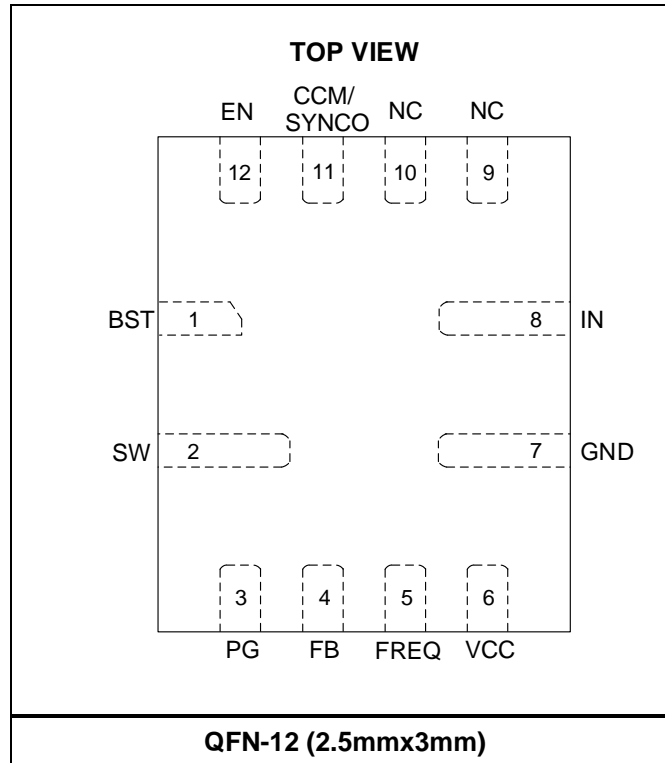 TOP VIEW
EN
CCM/
SYNCO
NC
NC
12
11
10
9
BST
1
8
IN
SW
2
7
GND
3
4
5
6
PG
FB
FREQ
VCC
QFN-12 (2.5mmx3mm)